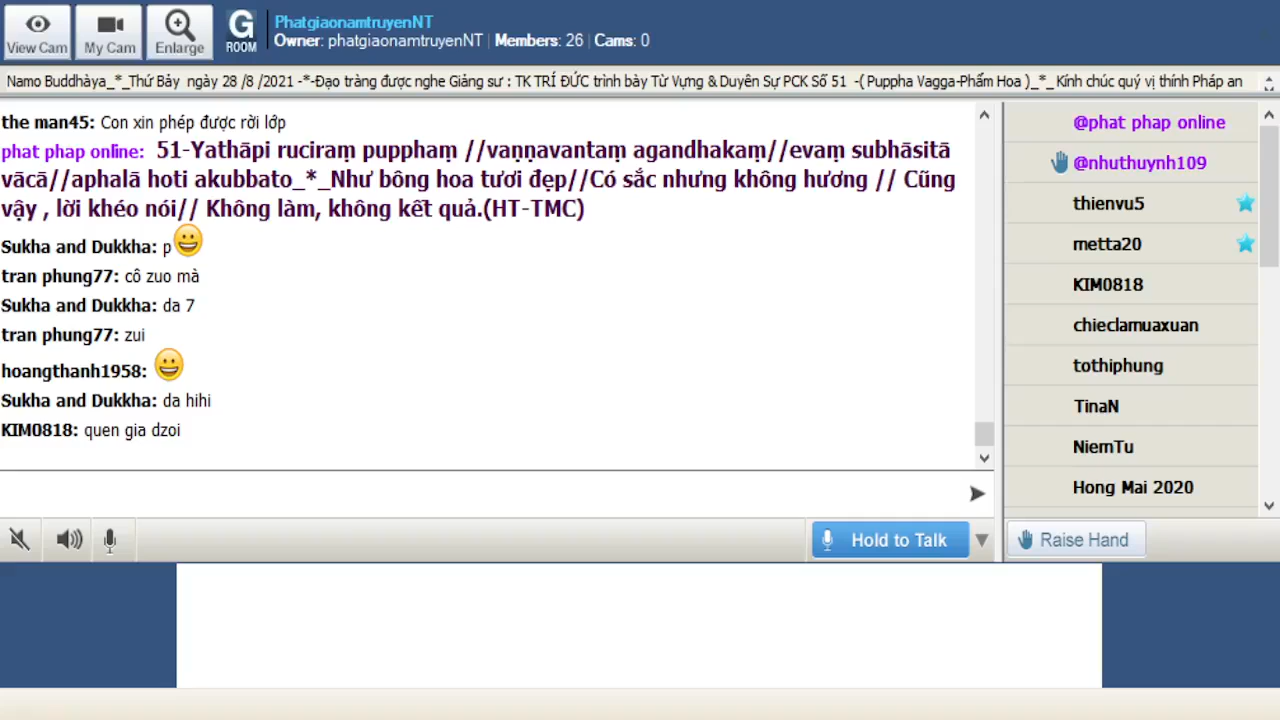 View Cam
My Cam
Enlarge
G
ROOM
PhatgiaonamtruyenNT
Owner: phatgiaonamtruyenNT | Members: 26 | Cams: 0
Namo Buddhàya_*_Thứ Bảy ngày 28 /8 /2021 -*-Đạo tràng được nghe Giảng sư : TK TRÍ ĐỨC trình bày Từ Vựng & Duyên Sự PCK Số 51 -( Puppha Vagga-Phẩm Hoa )_*_Kính chúc quý vị thính Pháp an
the man45: Con xin phép được rời lớp
phat phap online: 51-Yathāpi ruciraṃ pupphaṃ //vaṇṇavantaṃ agandhakaṃ//evaṃ subhāsitā
vācā//aphalā hoti akubbato_*_Như bông hoa tươi đẹp//Có sắc nhưng không hương // Cũng
vậy , lời khéo nói// Không làm, không kết quả.(HT-TMC)
Sukha and Dukkha: p
tran phung77: cô zuo mà
Sukha and Dukkha: da 7
tran phung77: zui
hoangthanh1958:
Sukha and Dukkha: da hihi
KIM0818: quen gia dzoi
@phat phap online
@nhuthuynh109
thienvu5
metta20
KIM0818
chieclamuaxuan
tothiphung
TinaN
NiemTu
Hong Mai 2020
Hold to Talk
Raise Hand